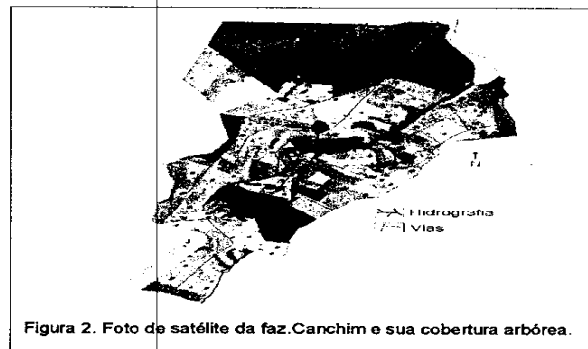 N
Hidrografia
Vias
Figura 2. Foto de satélite da faz.Canchim e sua cobertura arbórea.